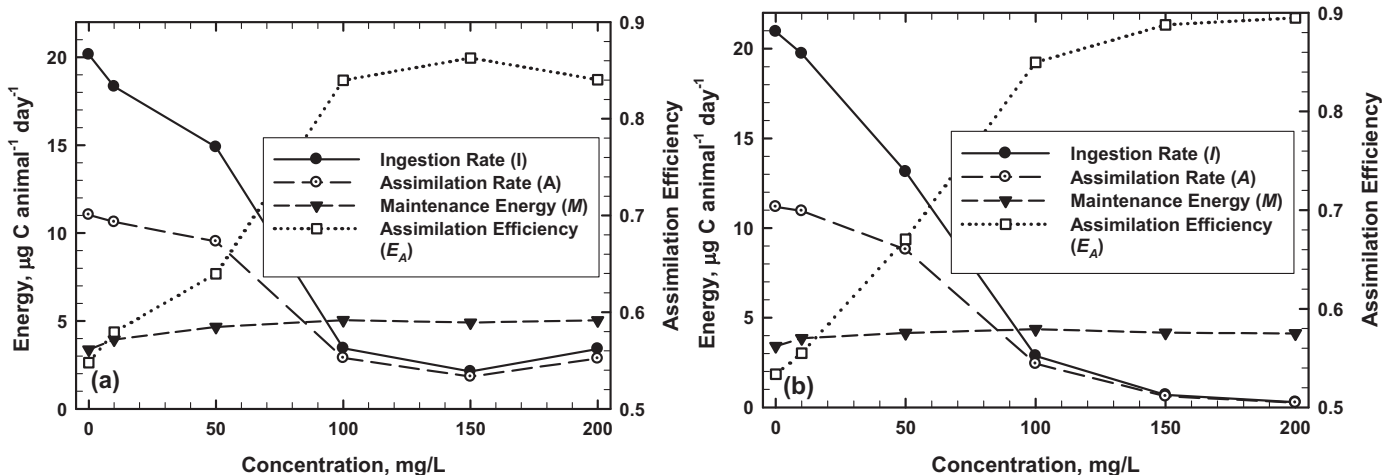 Energy, µg C animal⁻¹ day⁻¹
20
15
10
5
0
0.9
0.8
0.7
0.6
0.5
Assimilation Efficiency
Ingestion Rate (I)
Assimilation Rate (A)
Maintenance Energy (M)
Assimilation Efficiency
(E_A)
(a)
0 50 100 150 200
Concentration, mg/L
Energy, µg C animal⁻¹ day⁻¹
20
15
10
5
0
0.9
0.8
0.7
0.6
0.5
Assimilation Efficiency
Ingestion Rate (I)
Assimilation Rate (A)
Maintenance Energy (M)
Assimilation Efficiency
(E_A)
(b)
0 50 100 150 200
Concentration, mg/L